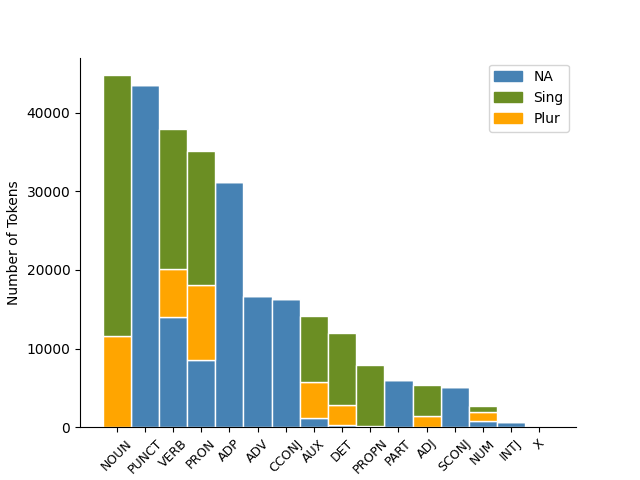 NA
Sing
Plur
Number of Tokens
40000
30000
20000
10000
0
NOUN
PUNCT
VERB
PRON
ADP
ADV
CCONJ
AUX
DET
PROPN
PART
ADJ
SCONJ
NUM
INTJ
X